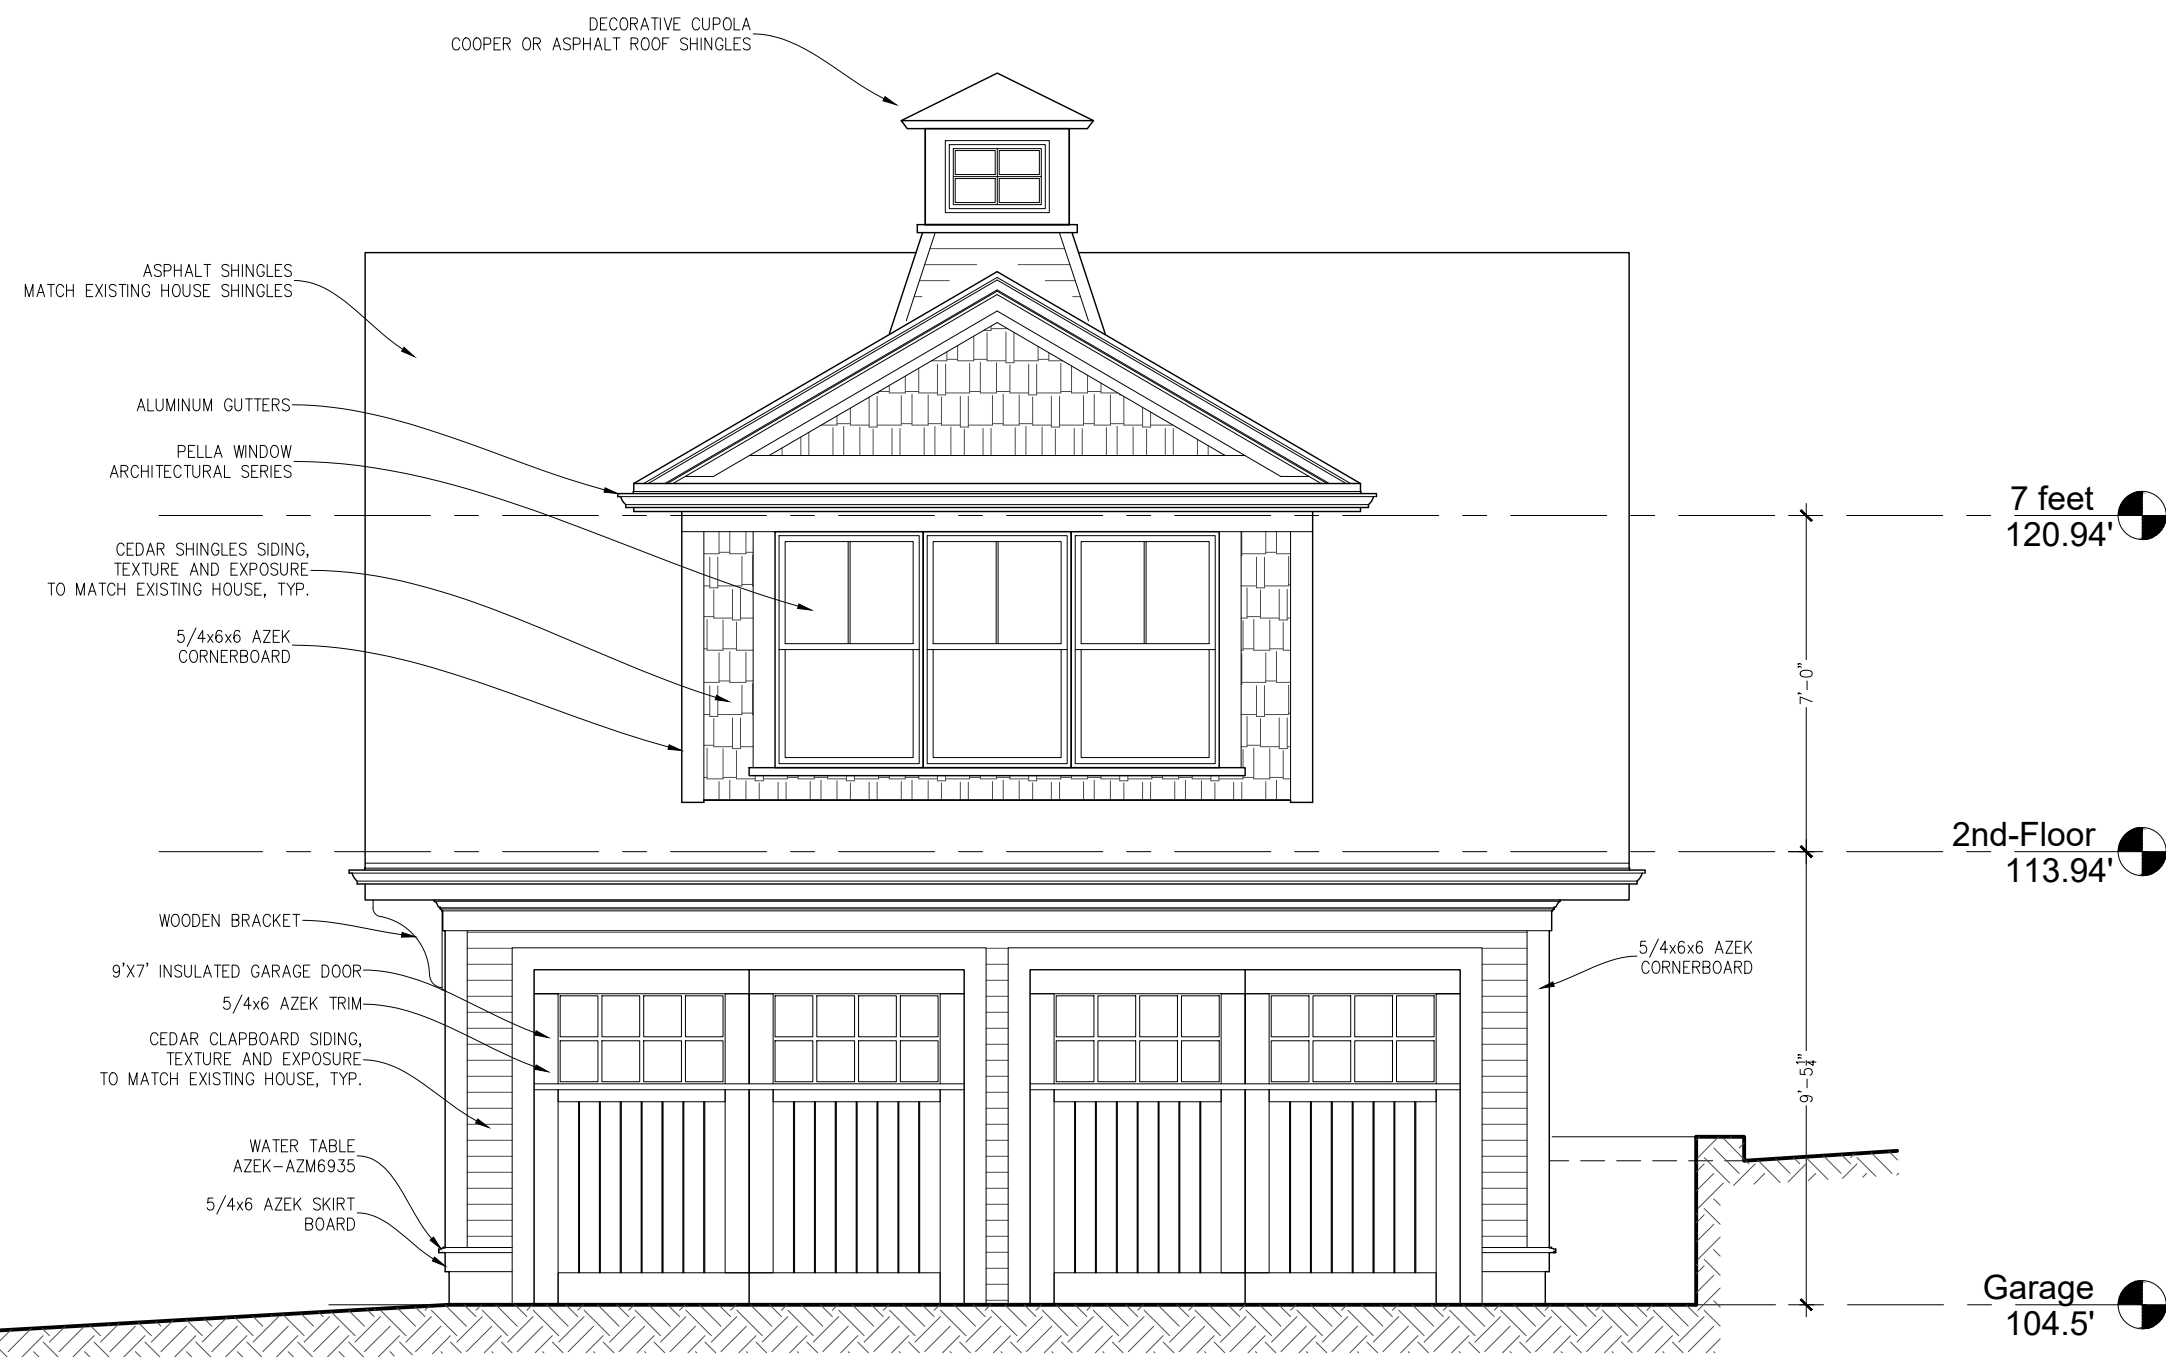 DECORATIVE CUPOLA
COOPER OR ASPHALT ROOF SHINGLES
ASPHALT SHINGLES
MATCH EXISTING HOUSE SHINGLES
ALUMINUM GUTTERS
PELLA WINDOW
ARCHITECTURAL SERIES
7 feet
120.94'
CEDAR SHINGLES SIDING,
TEXTURE AND EXPOSURE
TO MATCH EXISTING HOUSE, TYP.
5/4x6x6 AZEK
CORNERBOARD
7'-0"
2nd-Floor
113.94'
WOODEN BRACKET
5/4x6x6 AZEK
CORNERBOARD
9'X7' INSULATED GARAGE DOOR
5/4x6 AZEK TRIM
CEDAR CLAPBOARD SIDING,
TEXTURE AND EXPOSURE
TO MATCH EXISTING HOUSE, TYP.
9'-5¼"
WATER TABLE
AZEK-AZM6935
5/4x6 AZEK SKIRT
BOARD
Garage
104.5'